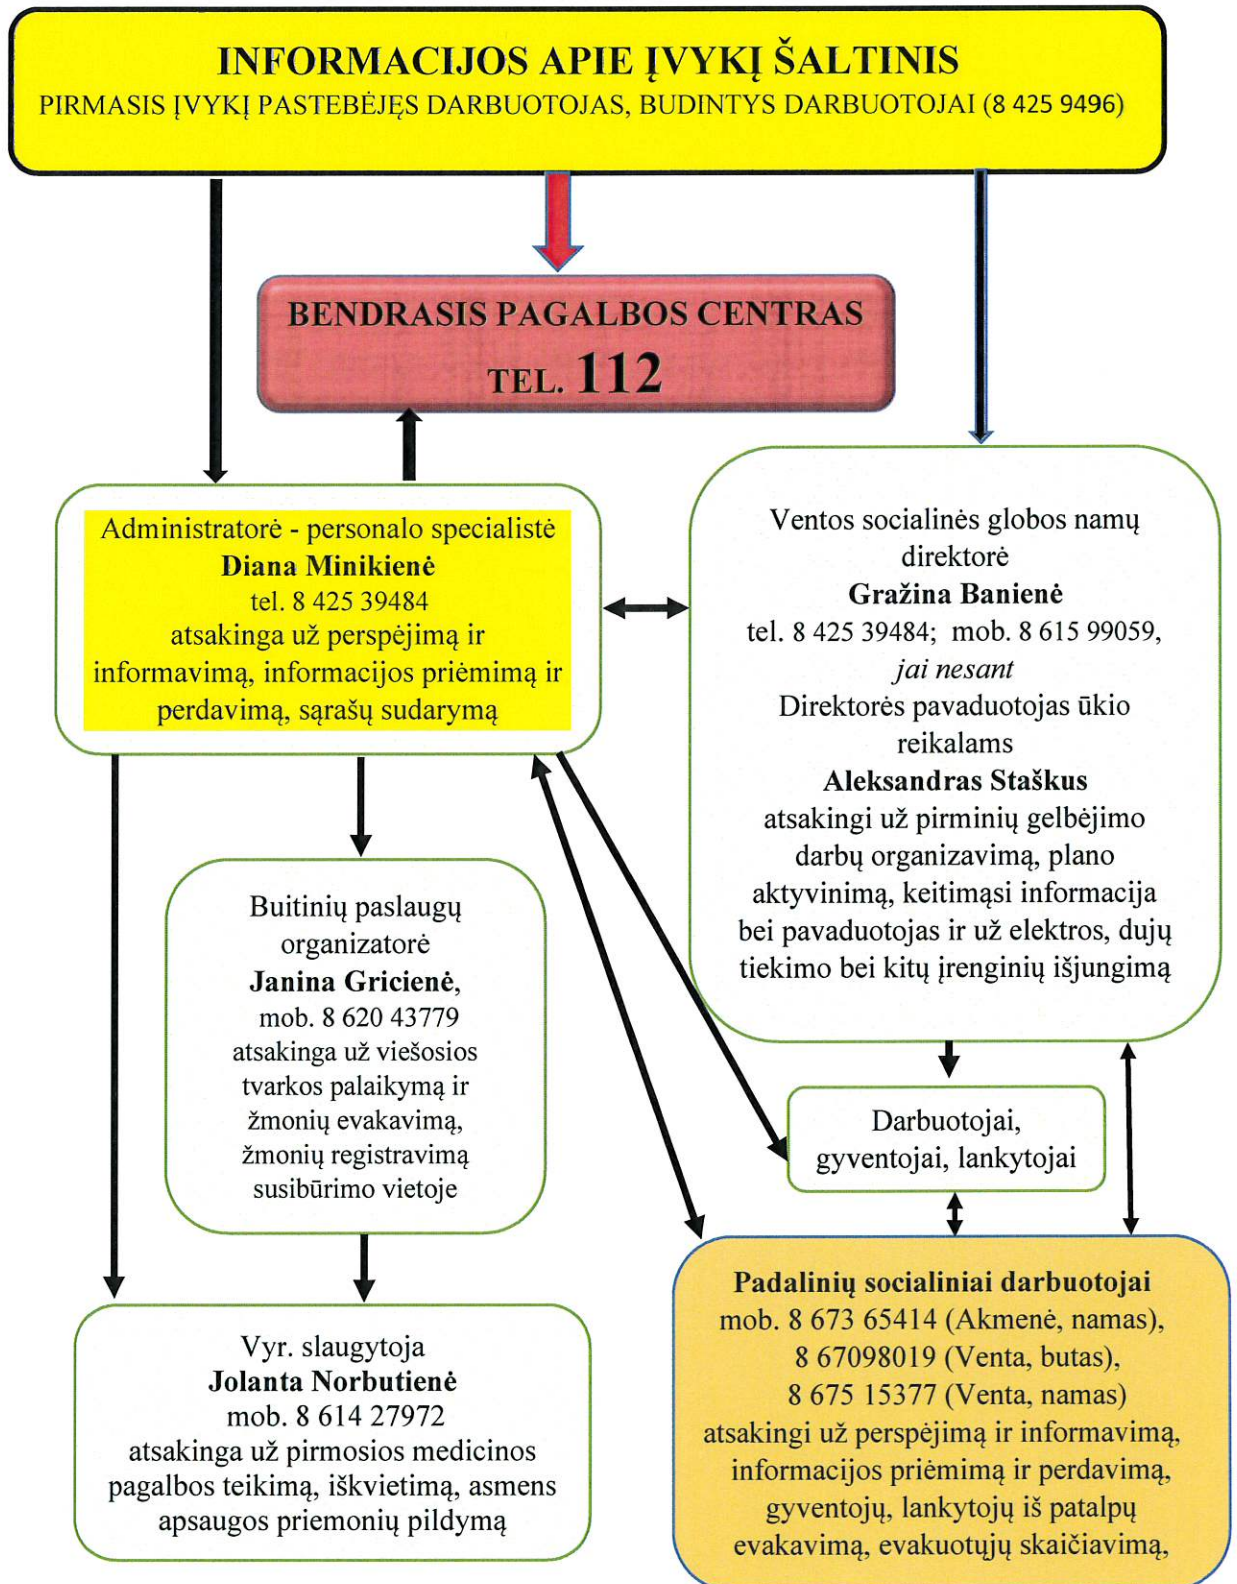 INFORMACIJOS APIE ĮVYKĮ ŠALTINIS
PIRMASIS ĮVYKĮ PASTEBĖJĘS DARBUOTOJAS, BUDINTYS DARBUOTOJAI (8 425 9496)
BENDRASIS PAGALBOS CENTRAS
TEL. 112
Administratorė - personalo specialistė
Diana Minikienė
tel. 8 425 39484
atsakinga už perspėjimą ir
informavimą, informacijos priėmimą ir
perdavimą, sąrašų sudarymą
Ventos socialinės globos namų
direktorė
Gražina Banienė
tel. 8 425 39484; mob. 8 615 99059,
jai nesant
Direktorės pavaduotojas ūkio
reikalams
Aleksandras Staškus
atsakingi už pirminių gelbėjimo
darbų organizavimą, plano
aktyvinimą, keitimąsi informacija
bei pavaduotojas ir už elektros, dujų
tiekimo bei kitų įrenginių išjungimą
Buitinių paslaugų
organizatorė
Janina Gricienė,
mob. 8 620 43779
atsakinga už viešosios
tvarkos palaikymą ir
žmonių evakavimą,
žmonių registravimą
susibūrimo vietoje
Darbuotojai,
gyventojai, lankytojai
Vyr. slaugytoja
Jolanta Norbutienė
mob. 8 614 27972
atsakinga už pirmosios medicinos
pagalbos teikimą, iškvietimą, asmens
apsaugos priemonių pildymą
Padalinių socialiniai darbuotojai
mob. 8 673 65414 (Akmenė, namas),
8 67098019 (Venta, butas),
8 675 15377 (Venta, namas)
atsakingi už perspėjimą ir informavimą,
informacijos priėmimą ir perdavimą,
gyventojų, lankytojų iš patalpų
evakavimą, evakuotųjų skaičiavimą,